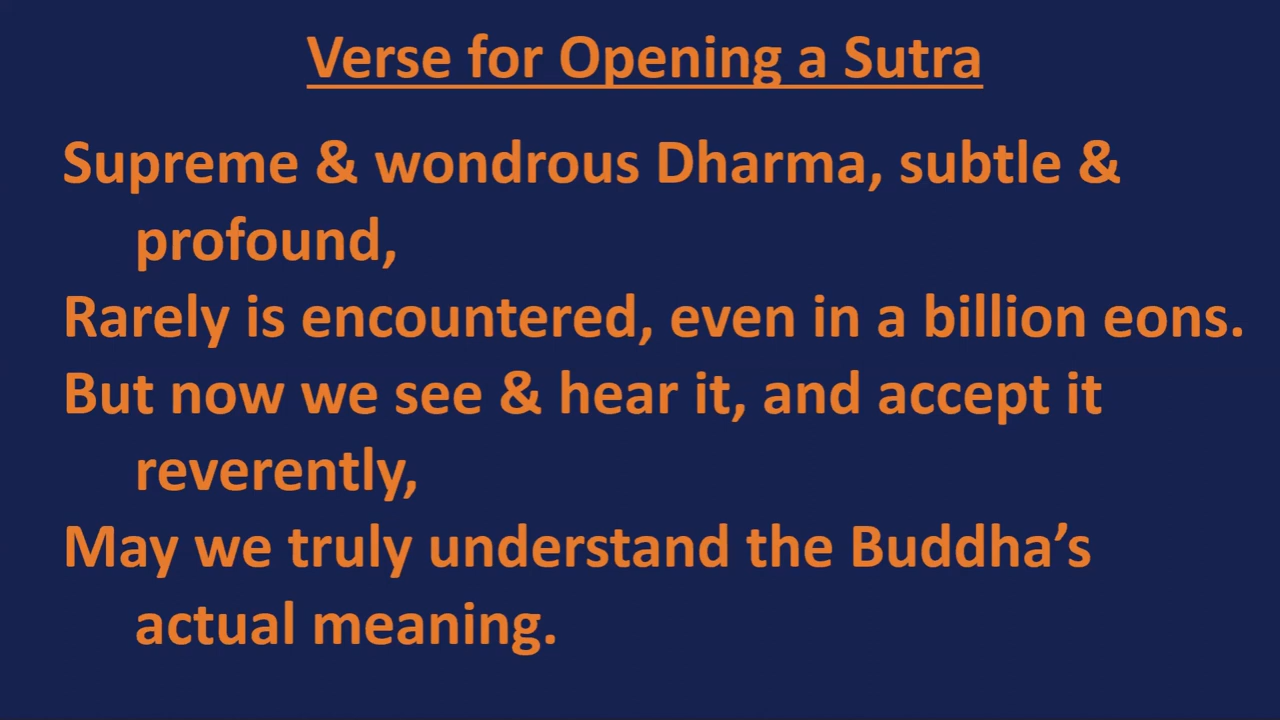 Verse for Opening a Sutra
Supreme & wondrous Dharma, subtle &
profound,
Rarely is encountered, even in a billion eons.
But now we see & hear it, and accept it
reverently,
May we truly understand the Buddha’s
actual meaning.